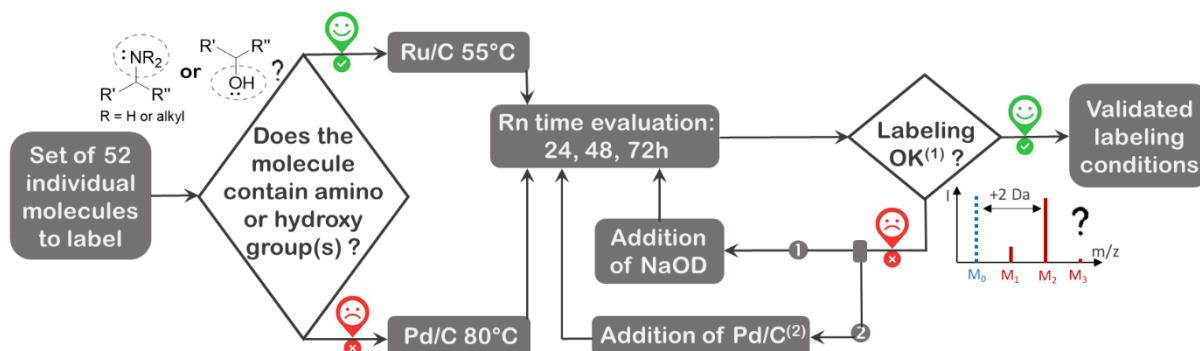 :NR₂
R'
R"
or
R'
R"
OH
?
R = H or alkyl
Set of 52
individual
molecules
to label
Does the
molecule
contain amino
or hydroxy
group(s) ?
Ru/C 55°C
Pd/C 80°C
Rn time evaluation:
24, 48, 72h
Addition
of NaOD
1
Addition of Pd/C⁽²⁾
2
Labeling
OK⁽¹⁾ ?
Validated
labeling
conditions
I
+2 Da
?
m/z
M₀
M₁
M₂
M₃